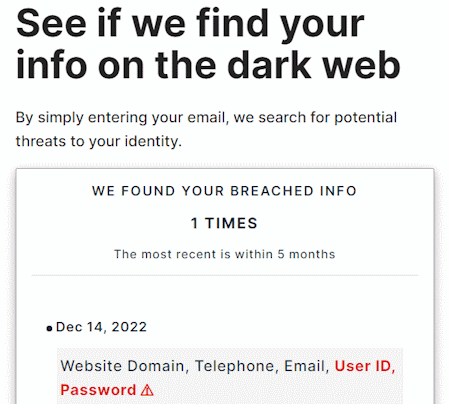 See if we find your
info on the dark web
By simply entering your email, we search for potential
threats to your identity.
WE FOUND YOUR BREACHED INFO
1 TIMES
The most recent is within 5 months
Dec 14, 2022
Website Domain, Telephone, Email, User ID,
Password ⚠